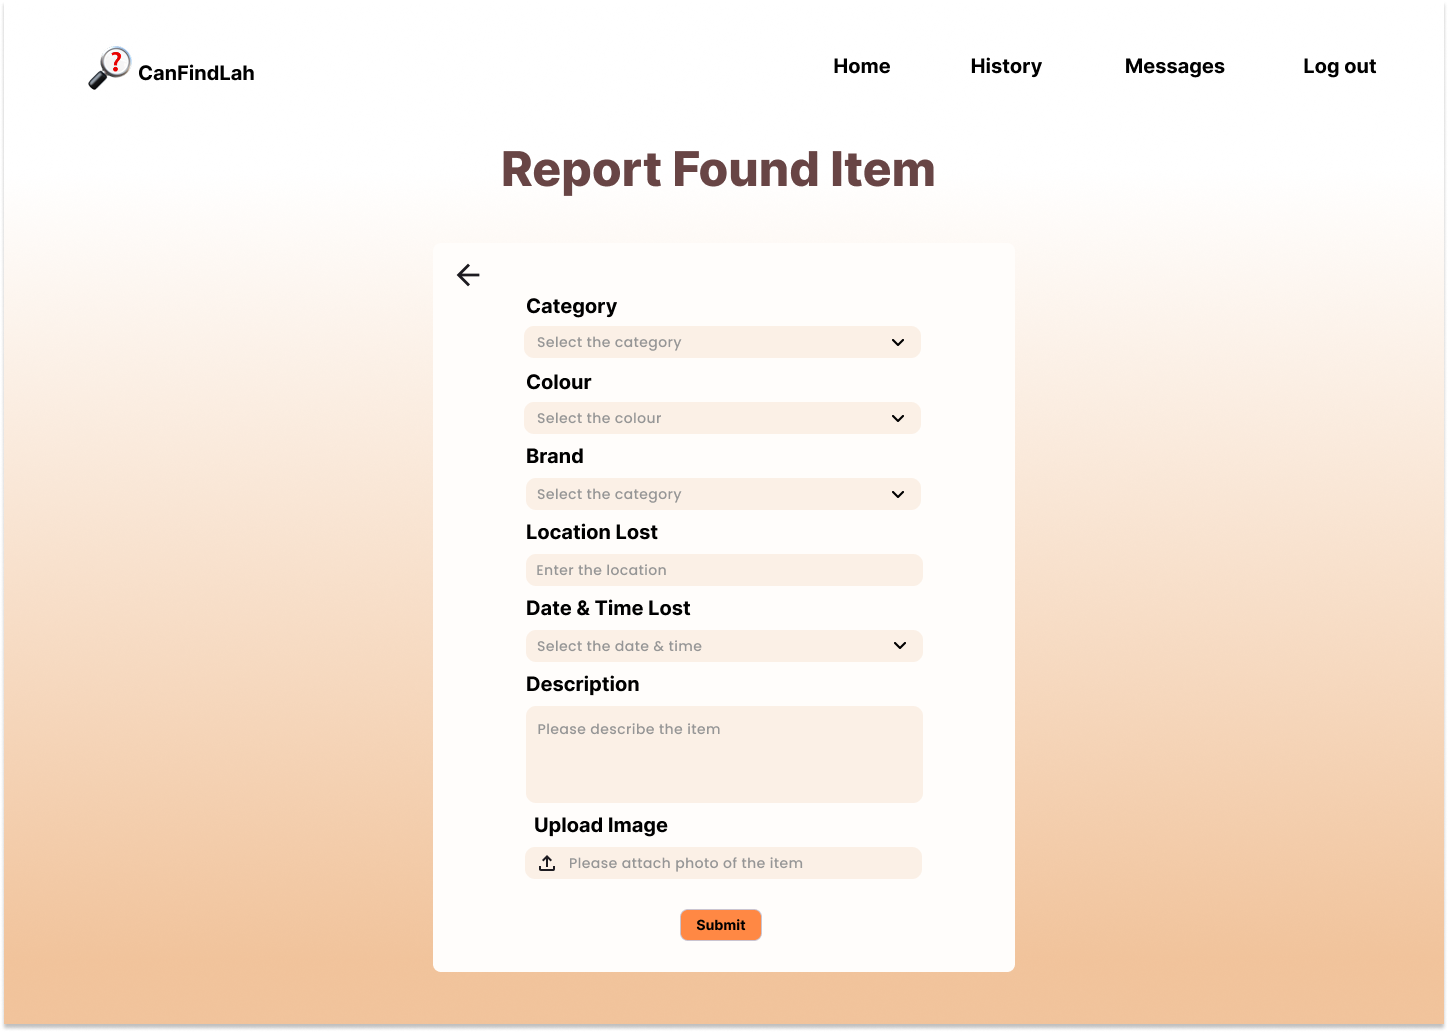 ?
CanFindLah
Home
History
Messages
Log out
Report Found Item
Category
Select the category
Colour
Select the colour
Brand
Select the category
Location Lost
Enter the location
Date & Time Lost
Select the date & time
Description
Please describe the item
Upload Image
Please attach photo of the item
Submit